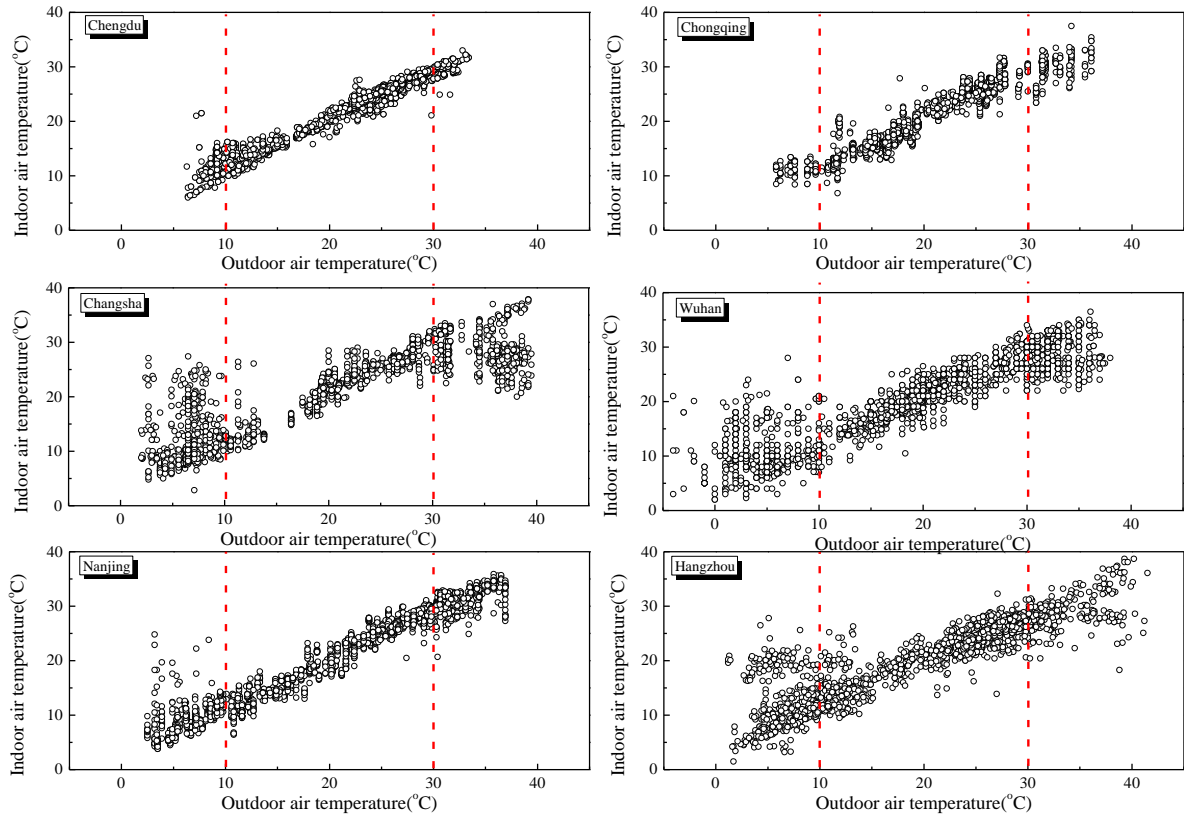 Chengdu
40
30
20
10
0
Indoor air temperature(°C)
0 10 20 30 40
Outdoor air temperature(°C)
Chongqing
40
30
20
10
0
Indoor air temperature(°C)
0 10 20 30 40
Outdoor air temperature(°C)
Changsha
40
30
20
10
0
Indoor air temperature(°C)
0 10 20 30 40
Outdoor air temperature(°C)
Wuhan
40
30
20
10
0
Indoor air temperature(°C)
0 10 20 30 40
Outdoor air temperature(°C)
Nanjing
40
30
20
10
0
Indoor air temperature(°C)
0 10 20 30 40
Outdoor air temperature(°C)
Hangzhou
40
30
20
10
0
Indoor air temperature(°C)
0 10 20 30 40
Outdoor air temperature(°C)